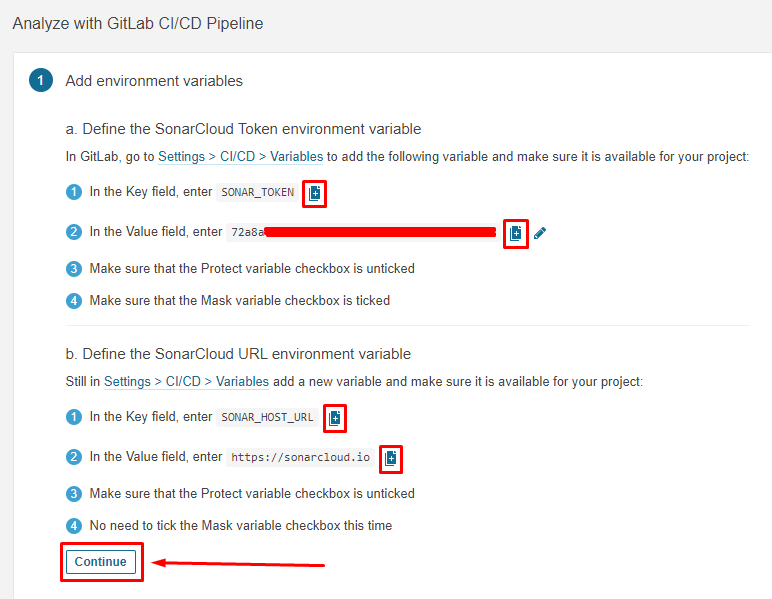 Analyze with GitLab CI/CD Pipeline
1 Add environment variables
a. Define the SonarCloud Token environment variable
In GitLab, go to Settings > CI/CD > Variables to add the following variable and make sure it is available for your project:
1 In the Key field, enter SONAR_TOKEN
2 In the Value field, enter 72a8a
3 Make sure that the Protect variable checkbox is unticked
4 Make sure that the Mask variable checkbox is ticked
b. Define the SonarCloud URL environment variable
Still in Settings > CI/CD > Variables add a new variable and make sure it is available for your project:
1 In the Key field, enter SONAR_HOST_URL
2 In the Value field, enter https://sonarcloud.io
3 Make sure that the Protect variable checkbox is unticked
4 No need to tick the Mask variable checkbox this time
Continue